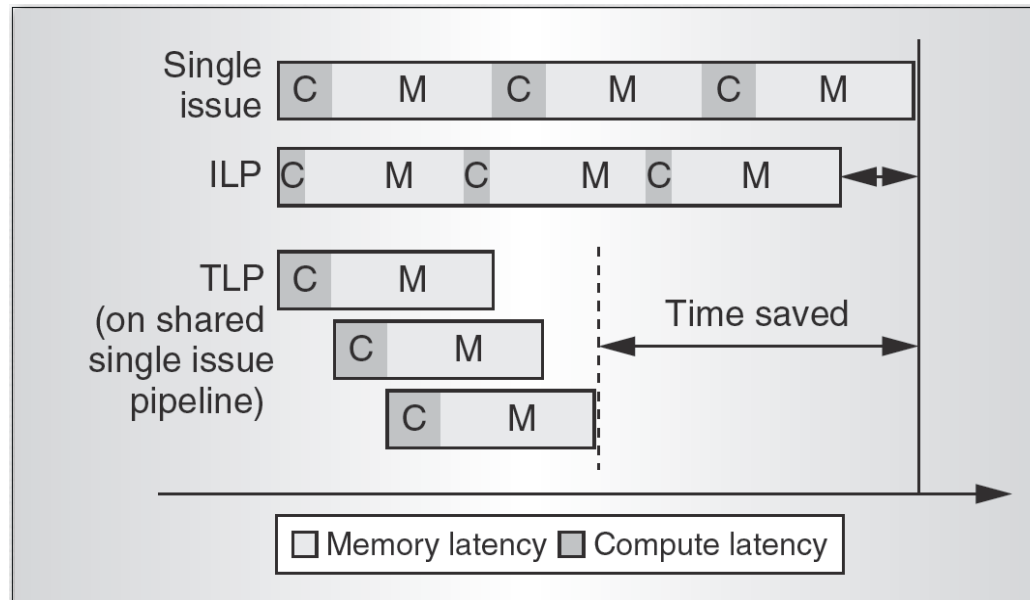 Single
issue
C M C M C M
ILP
C M C M C M
TLP
(on shared
single issue
pipeline)
C M
C M
C M
Time saved
Memory latency Compute latency